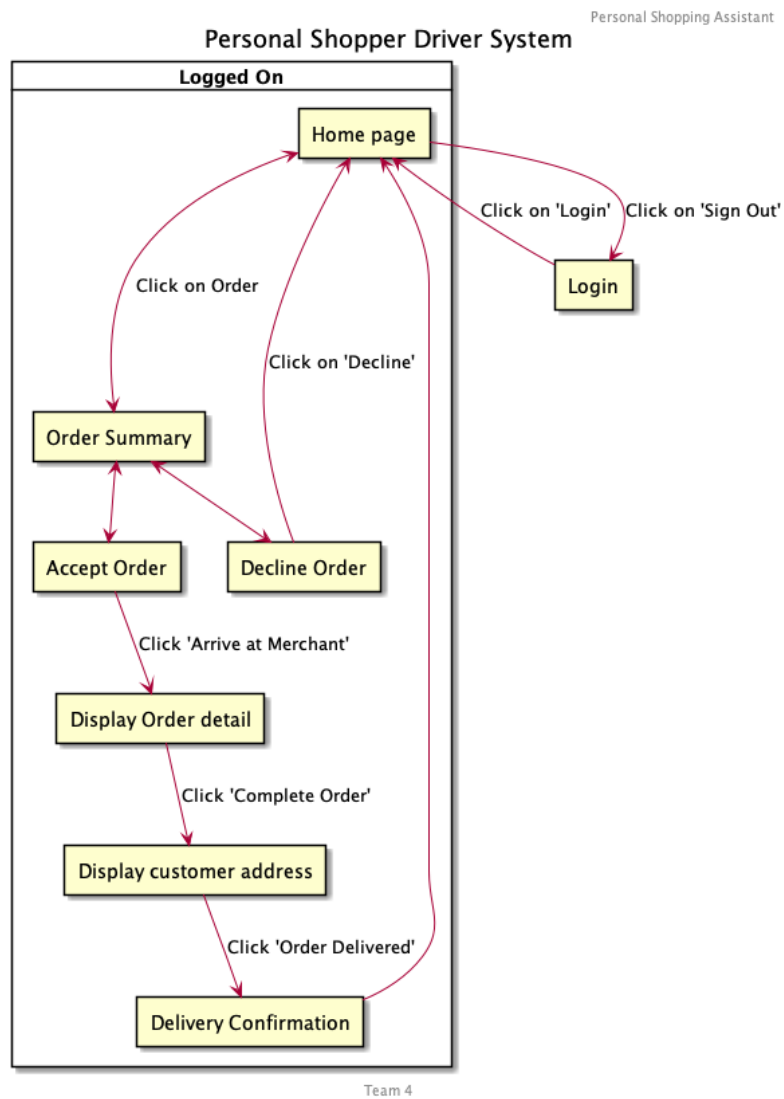 Personal Shopping Assistant
Personal Shopper Driver System
Logged On
Home page
Click on 'Login'
Click on 'Sign Out'
Click on Order
Login
Click on 'Decline'
Order Summary
Accept Order
Decline Order
Click 'Arrive at Merchant'
Display Order detail
Click 'Complete Order'
Display customer address
Click 'Order Delivered'
Delivery Confirmation
Team 4